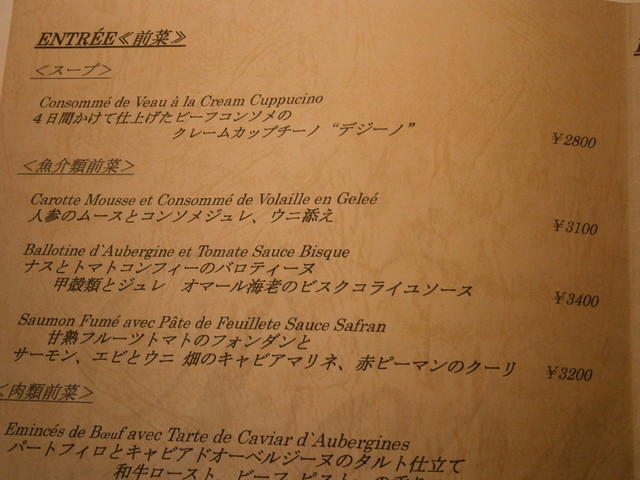 ENTRÉE≪前菜≫
＜スープ＞
Consommé de Veau à la Cream Cuppucino
４日間かけて仕上げたビーフコンソメの
クレームカップチーノ “デジーノ” ￥2800
＜魚介類前菜＞
Carotte Mousse et Consommé de Volaille en Geleé
人参のムースとコンソメジュレ、ウニ添え ￥3100
Ballotine d`Aubergine et Tomate Sauce Bisque
ナスとトマトコンフィーのバロティーヌ
甲殻類とジュレ　オマール海老のビスクコライユソース ￥3400
Saumon Fumé avec Pâte de Feuillete Sauce Safran
甘熟フルーツトマトのフォンダンと
サーモン、エビとウニ 畑のキャビアマリネ、赤ピーマンのクーリ ￥3200
＜肉類前菜＞
Emincés de Bœuf avec Tarte de Caviar d`Aubergines
パートフィロとキャビアドオーベルジーヌのタルト仕立て
和牛ロースト、ビーフ